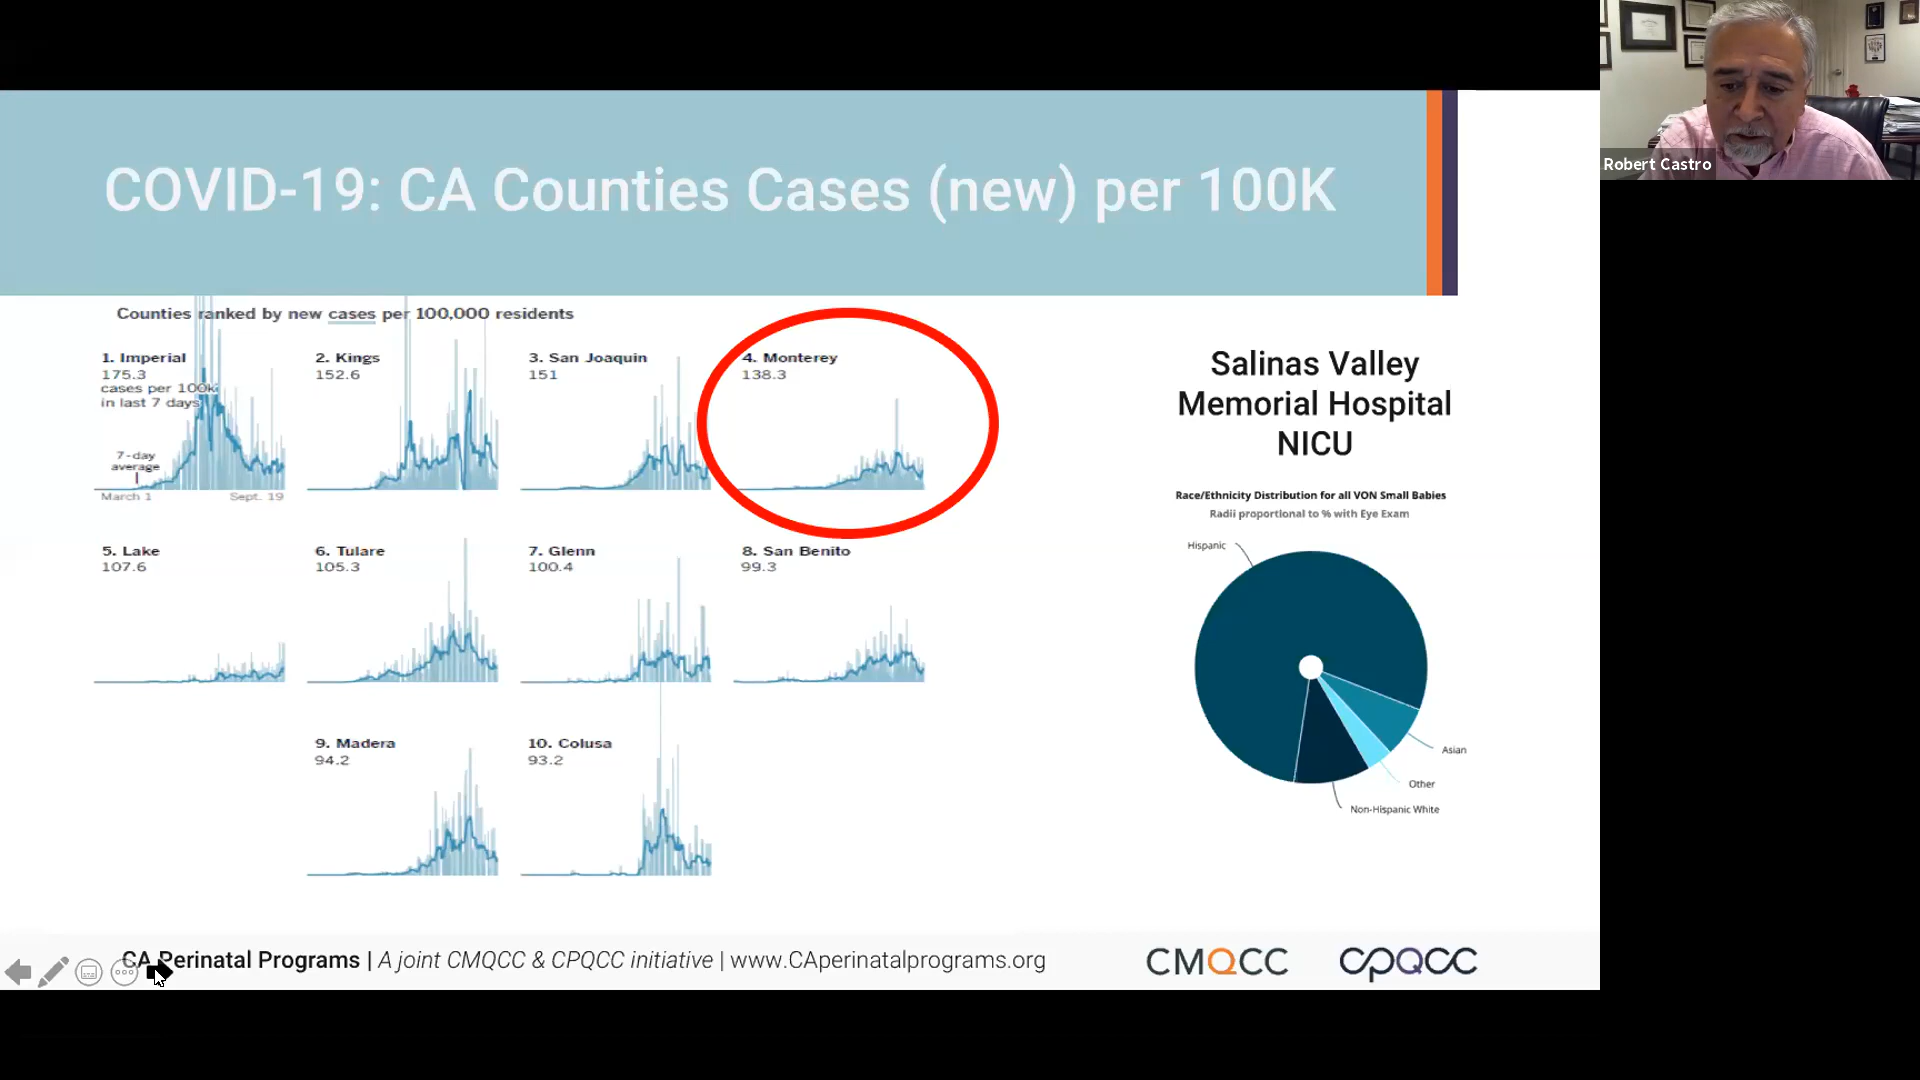 COVID-19: CA Counties Cases (new) per 100K
Robert Castro
Counties ranked by new cases per 100,000 residents
1. Imperial
175.3
cases per 100k
in last 7 days
7-day
average
March 1
Sept. 19
2. Kings
152.6
3. San Joaquin
151
4. Monterey
138.3
5. Lake
107.6
6. Tulare
105.3
7. Glenn
100.4
8. San Benito
99.3
9. Madera
94.2
10. Colusa
93.2
Salinas Valley
Memorial Hospital
NICU
Race/Ethnicity Distribution for all VON Small Babies
Radii proportional to % with Eye Exam
Hispanic
Asian
Other
Non-Hispanic White
CA Perinatal Programs | A joint CMQCC & CPQCC initiative | www.CAperinatalprograms.org
CMQCC
CPQCC